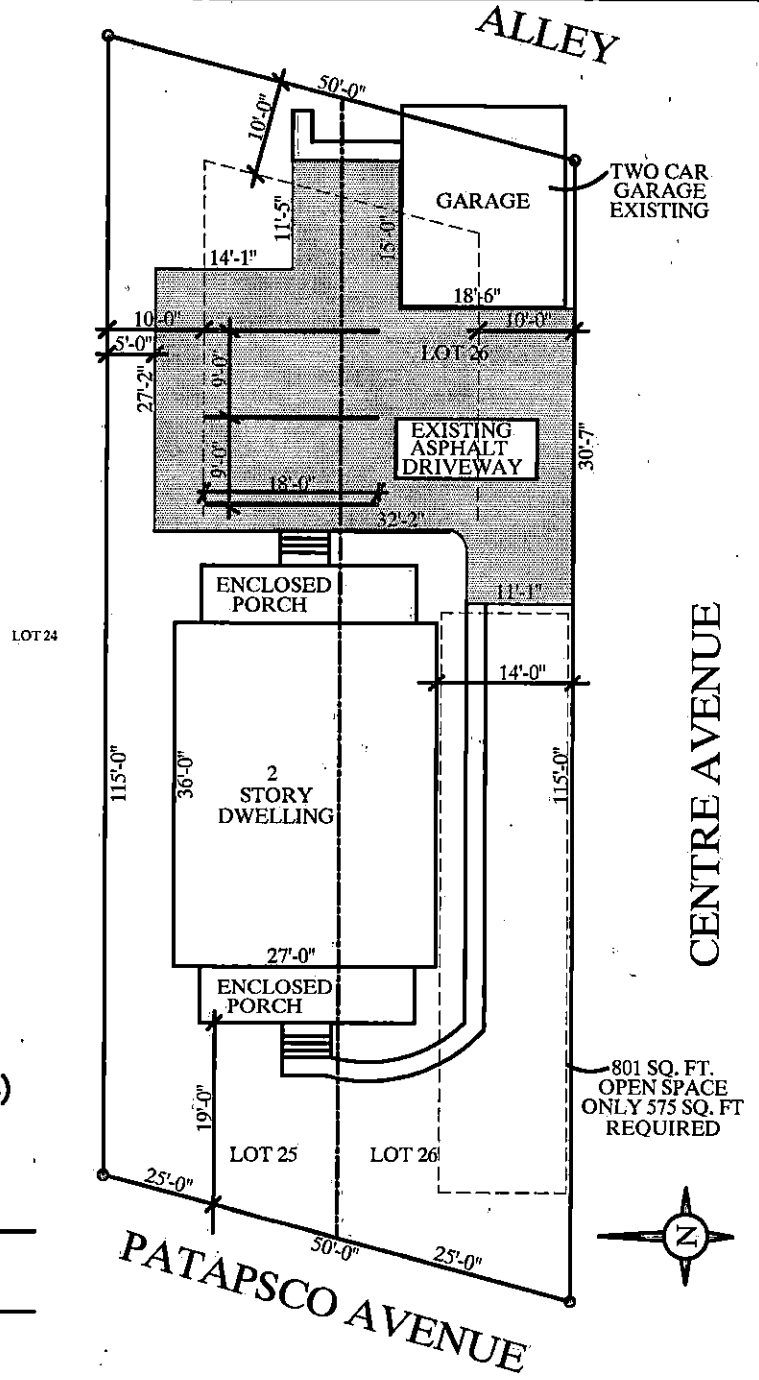 ALLEY
50'-0"
10'-0"
TWO CAR
GARAGE
EXISTING
GARAGE
11'-5"
15'-0"
14'-1"
18'-6"
10'-0"
10'-0"
5'-0"
LOT 26
27'-2"
9'-0"
30'-7"
EXISTING
ASPHALT
DRIVEWAY
9'-0"
18'-0"
32'-2"
ENCLOSED
PORCH
11'-1"
LOT 24
14'-0"
CENTRE AVENUE
115'-0"
36'-0"
2
STORY
DWELLING
115'-0"
27'-0"
ENCLOSED
PORCH
801 SQ. FT.
OPEN SPACE
ONLY 575 SQ. FT
REQUIRED
)
19'-0"
LOT 25
LOT 26
25'-0"
N
50'-0"
25'-0"
PATAPSCO AVENUE